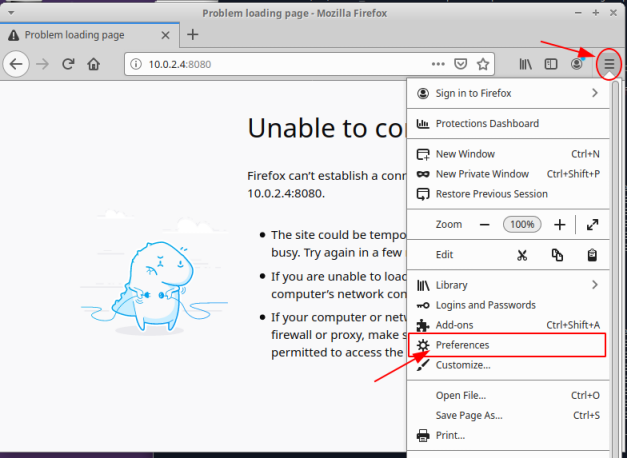 Problem loading page - Mozilla Firefox
Problem loading page
10.0.2.4:8080
Sign in to Firefox
Protections Dashboard
New Window Ctrl+N
New Private Window Ctrl+Shift+P
Restore Previous Session
Zoom 100%
Edit
Library
Logins and Passwords
Add-ons Ctrl+Shift+A
Preferences
Customize...
Open File... Ctrl+O
Save Page As... Ctrl+S
Print...
Unable to co
Firefox can't establish a conn
10.0.2.4:8080.
The site could be tempo
busy. Try again in a few
If you are unable to load
computer's network con
If your computer or netw
firewall or proxy, make s
permitted to access the